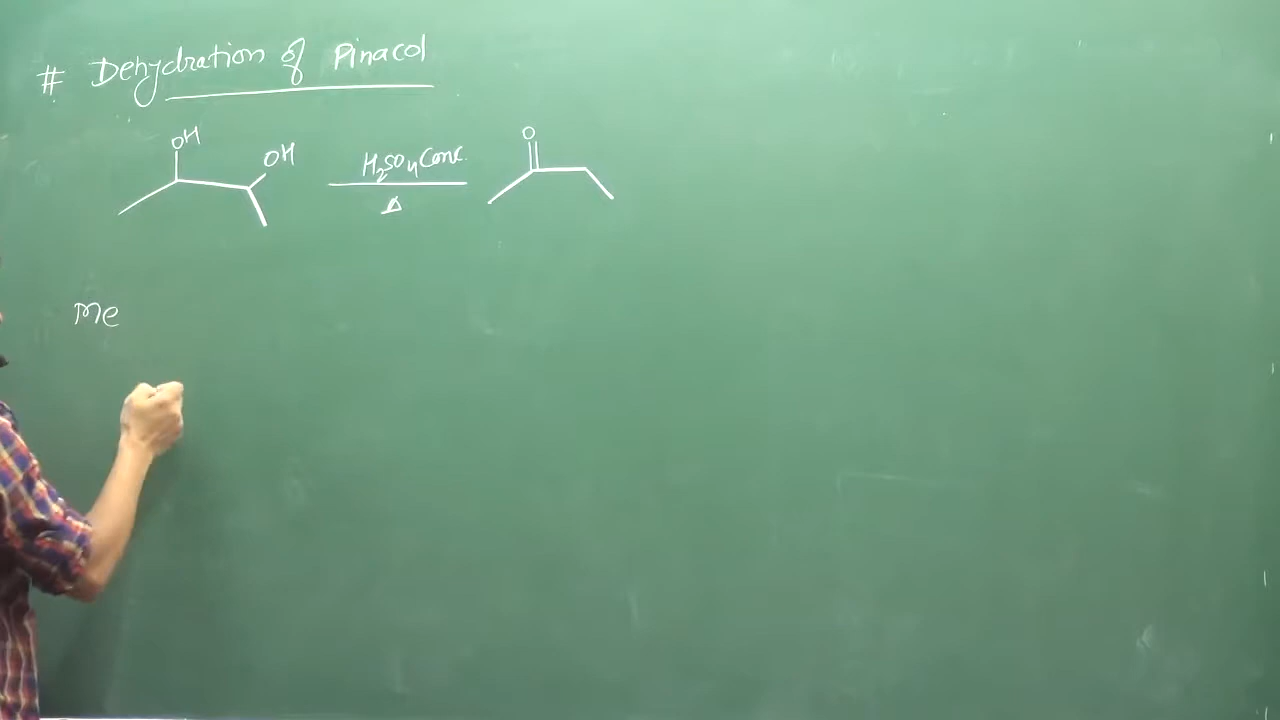 # Dehydration of Pinacol
OH
OH
H₂SO₄ Conc.
Δ
O
Me